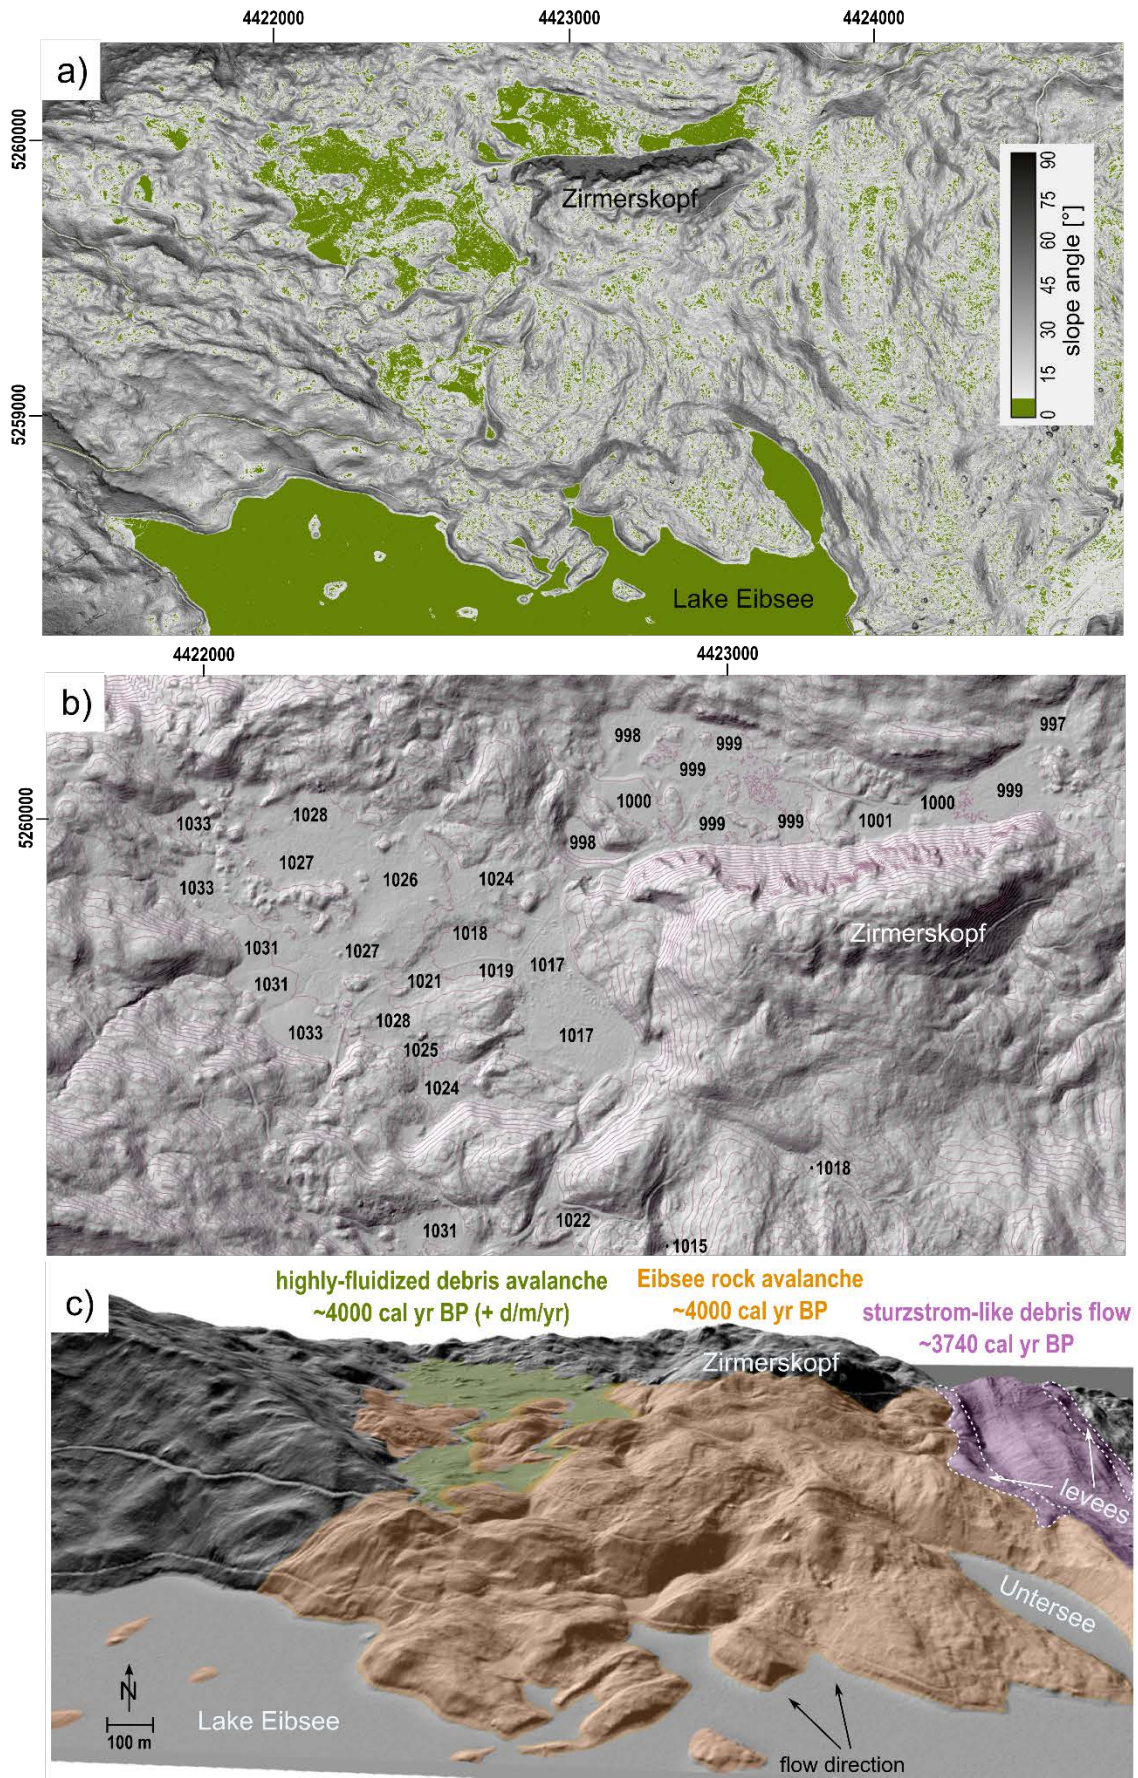 4422000 4423000 4424000
a)
5260000
Zirmerskopf
0 15 30 45 60 75 90
slope angle [°]
5259000
Lake Eibsee
4422000 4423000
b)
997
998 999
999
1000 1000 999
1028 1001
1033 999 999
5260000
998
1027
1026 1024
1033
Zirmerskopf
1018
1031 1027 1017
1019
1031 1021
1028
1033 1017
1025
1024
1018
1022
1031
1015
c)
highly-fluidized debris avalanche
~4000 cal yr BP (+ d/m/yr)
Eibsee rock avalanche
~4000 cal yr BP
sturzstrom-like debris flow
~3740 cal yr BP
Zirmerskopf
levees
Untersee
N
100 m
Lake Eibsee
flow direction